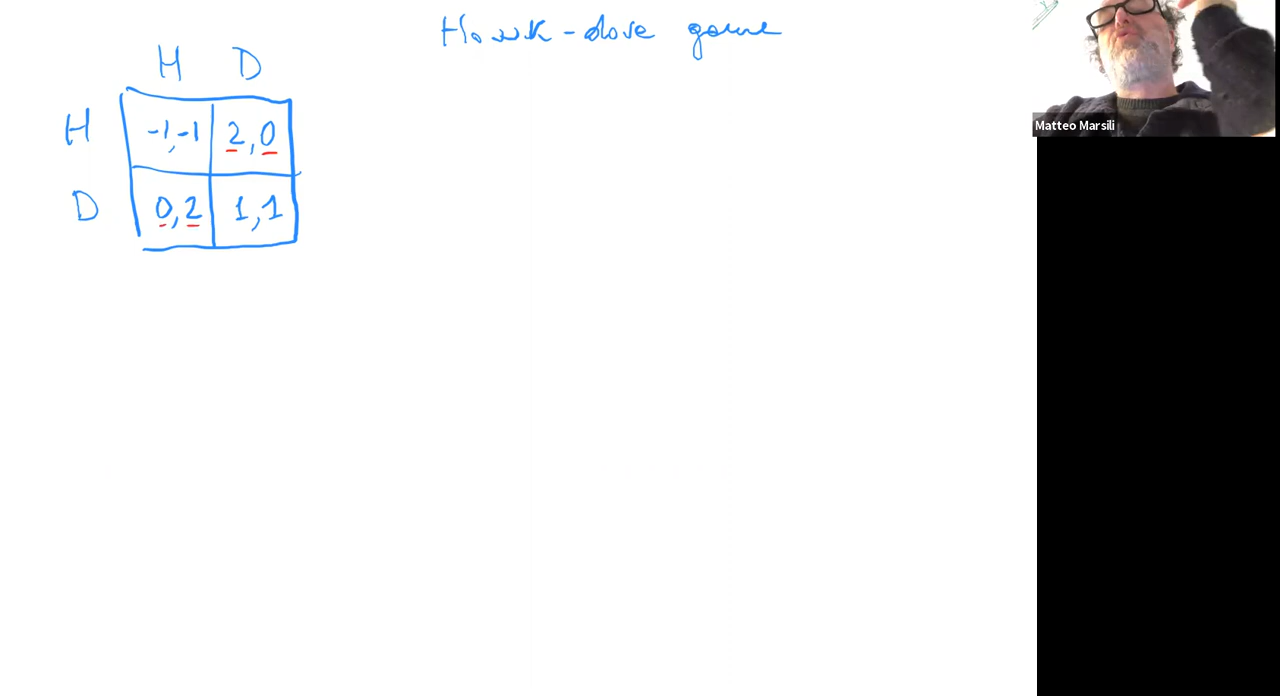 Hawk-dove game
H D
H -1,-1 2,0
D 0,2 1,1
Matteo Marsili